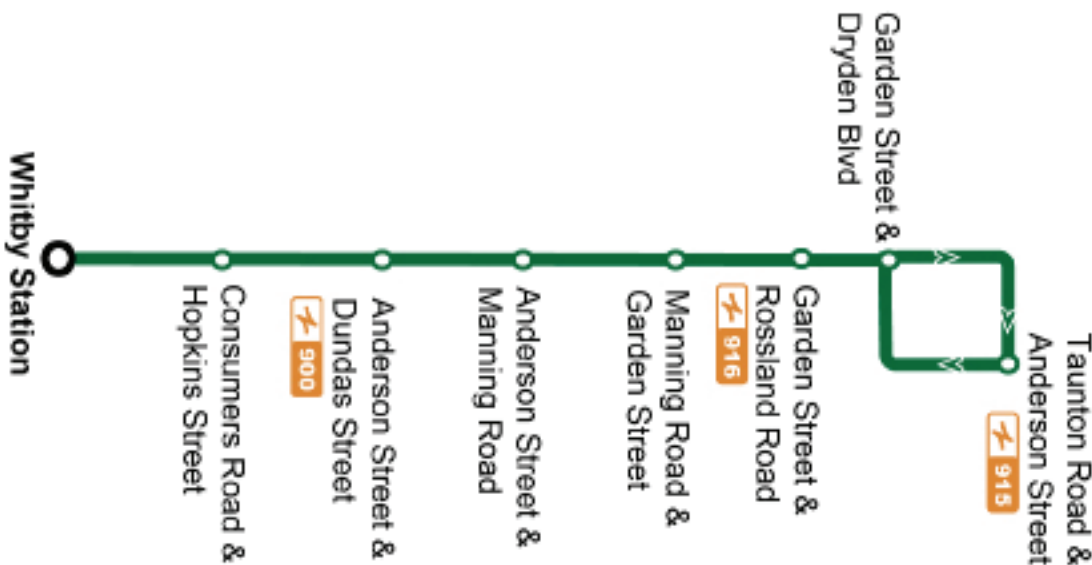 Garden Street &
Dryden Blvd
Taunton Road &
Anderson Street
915
Garden Street &
Rossland Road
916
Manning Road &
Garden Street
Anderson Street &
Manning Road
Anderson Street &
Dundas Street
900
Consumers Road &
Hopkins Street
Whitby Station